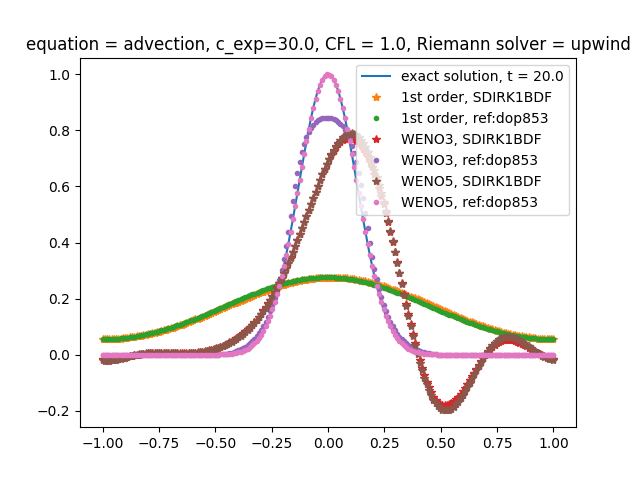 equation = advection, c_exp=30.0, CFL = 1.0, Riemann solver = upwind
exact solution, t = 20.0
1st order, SDIRK1BDF
1st order, ref:dop853
WENO3, SDIRK1BDF
WENO3, ref:dop853
WENO5, SDIRK1BDF
WENO5, ref:dop853
1.0
0.8
0.6
0.4
0.2
0.0
−0.2
−1.00 −0.75 −0.50 −0.25 0.00 0.25 0.50 0.75 1.00